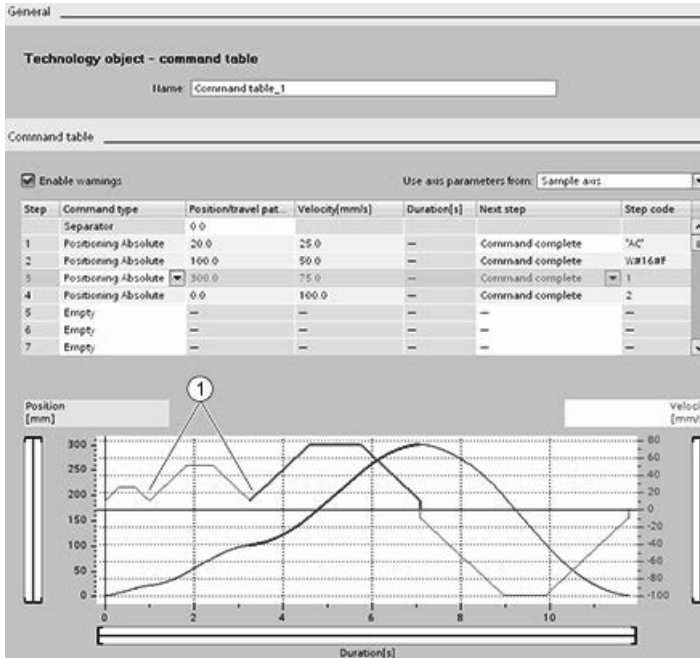 General
Technology object - command table
Name Command table_1
Command table
Enable warnings Use axis parameters from: Sample axis
Step Command type Position/travel pat... Velocity[mm/s] Duration[s] Next step Step code
Separator 0.0
1 Positioning Absolute 20.0 25.0 — Command complete "AC"
2 Positioning Absolute 100.0 50.0 — Command complete W#16#F
3 Positioning Absolute 300.0 75.0 — Command complete 1
4 Positioning Absolute 0.0 100.0 — Command complete 2
5 Empty — — — —
6 Empty — — — —
7 Empty — — — —
1
Position Veloci
[mm] [mm/s
300 80
60
250 40
200 20
150 0
-20
100 -40
50 -60
-80
0 -100
0 2 4 6 8 10
Duration[s]